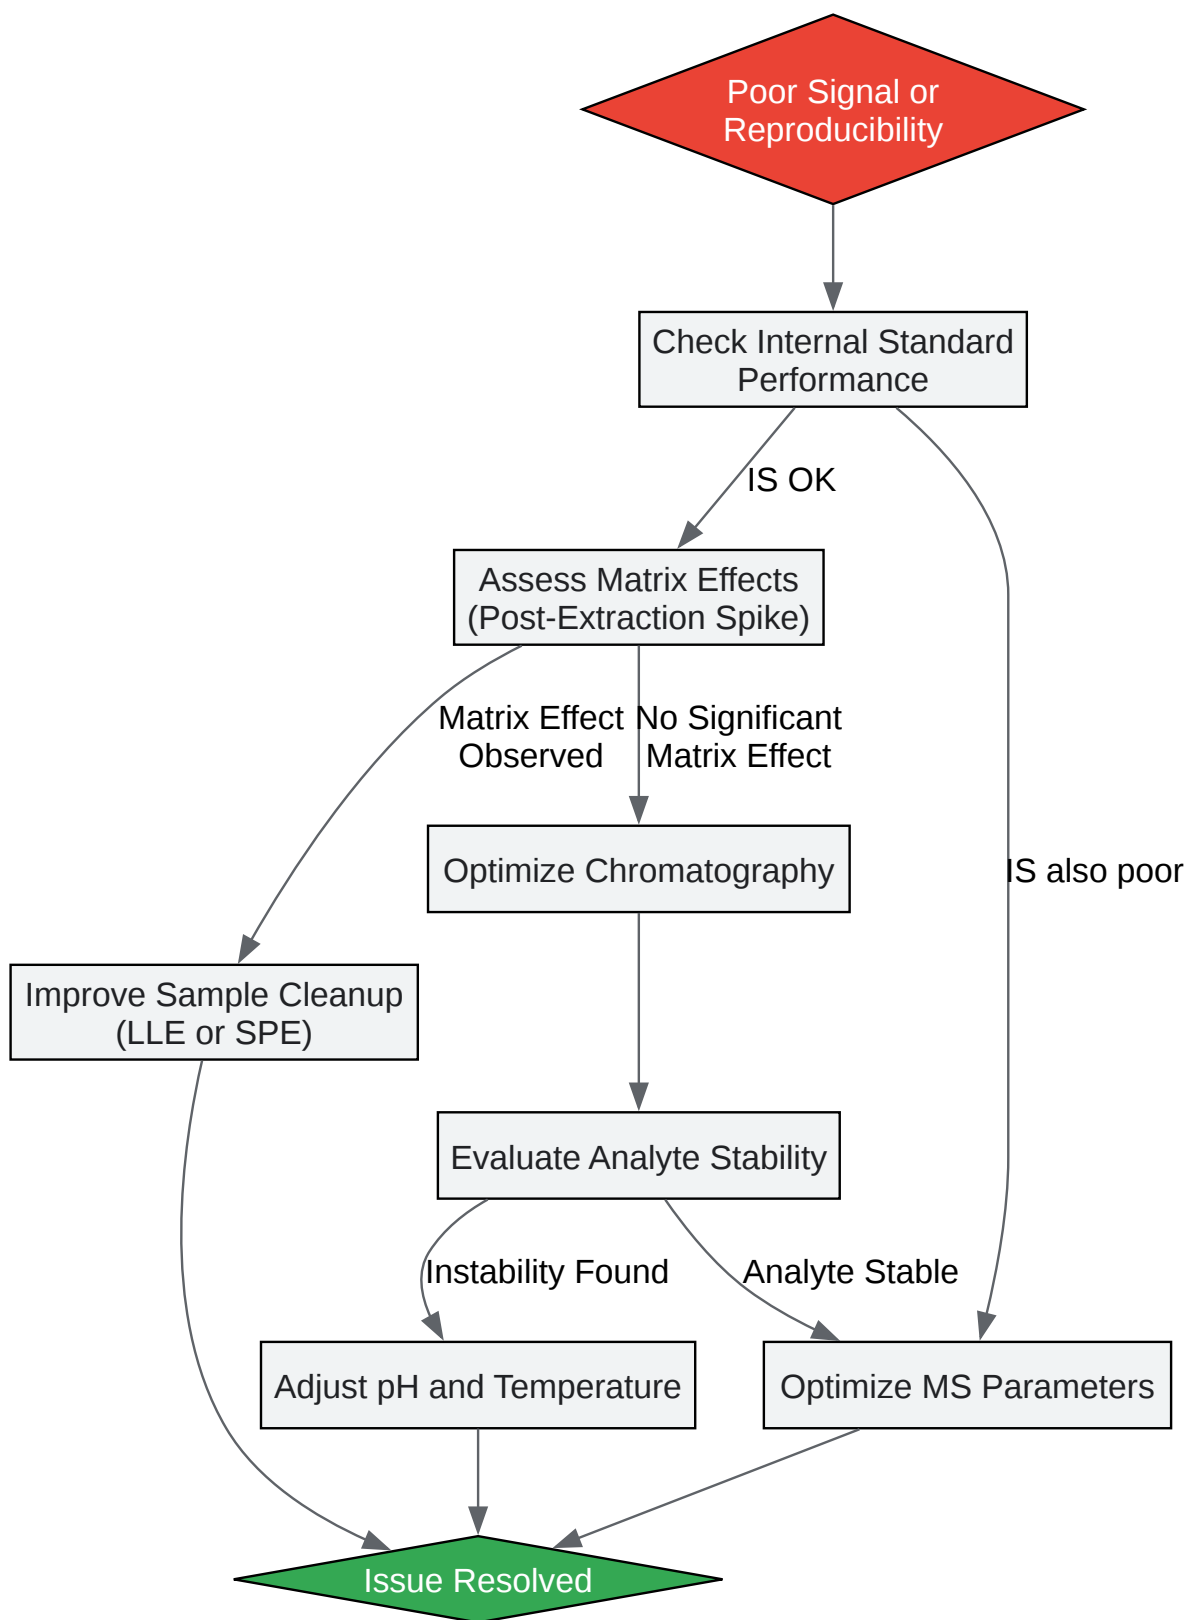 Poor Signal or
Reproducibility
Check Internal Standard
Performance
IS OK
Assess Matrix Effects
(Post-Extraction Spike)
Matrix Effect
Observed
No Significant
Matrix Effect
Optimize Chromatography
IS also poor
Improve Sample Cleanup
(LLE or SPE)
Evaluate Analyte Stability
Instability Found
Analyte Stable
Adjust pH and Temperature
Optimize MS Parameters
Issue Resolved